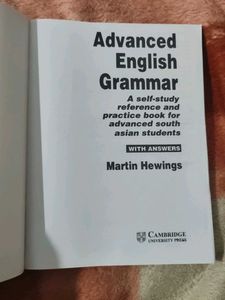 Advanced
English
Grammar
A self-study
reference and
practice book for
advanced south
asian students
WITH ANSWERS
Martin Hewings
CAMBRIDGE
UNIVERSITY PRESS